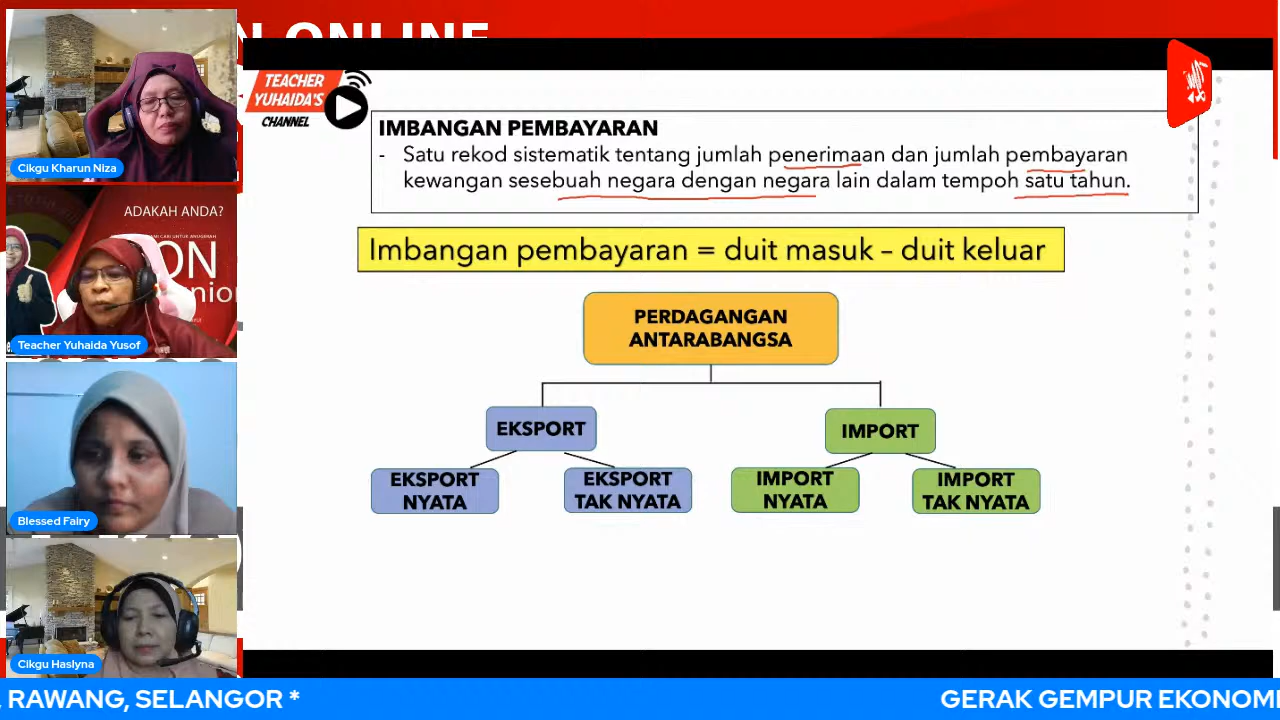 N ONLINE
TEACHER
YUHAIDA'S
CHANNEL
IMBANGAN PEMBAYARAN
- Satu rekod sistematik tentang jumlah penerimaan dan jumlah pembayaran
kewangan sesebuah negara dengan negara lain dalam tempoh satu tahun.
Imbangan pembayaran = duit masuk – duit keluar
PERDAGANGAN
ANTARABANGSA
EKSPORT
IMPORT
EKSPORT
NYATA
EKSPORT
TAK NYATA
IMPORT
NYATA
IMPORT
TAK NYATA
Cikgu Kharun Niza
ADAKAH ANDA?
ON
Teacher Yuhaida Yusof
Blessed Fairy
Cikgu Haslyna
, RAWANG, SELANGOR *
GERAK GEMPUR EKONOMI